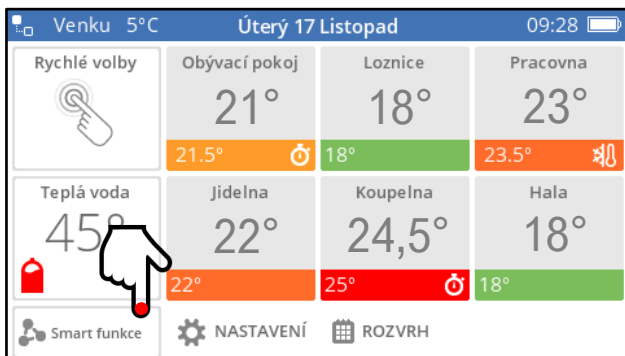 Venku 5°C Úterý 17 Listopad 09:28
Rychlé volby Obývací pokoj Loznice Pracovna
21° 18° 23°
21.5° 18° 23.5°
Teplá voda Jidelna Koupelna Hala
45° 22° 24,5° 18°
22° 25° 18°
Smart funkce NASTAVENÍ ROZVRH